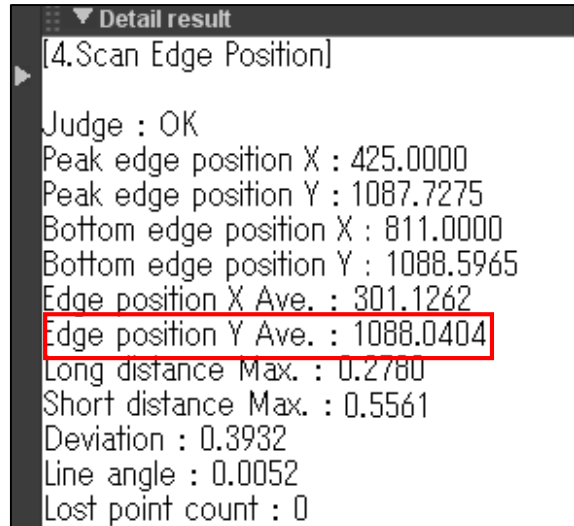 ▼ Detail result
[4.Scan Edge Position]
Judge : OK
Peak edge position X : 425.0000
Peak edge position Y : 1087.7275
Bottom edge position X : 811.0000
Bottom edge position Y : 1088.5965
Edge position X Ave. : 301.1262
Edge position Y Ave. : 1088.0404
Long distance Max. : 0.2780
Short distance Max. : 0.5561
Deviation : 0.3932
Line angle : 0.0052
Lost point count : 0